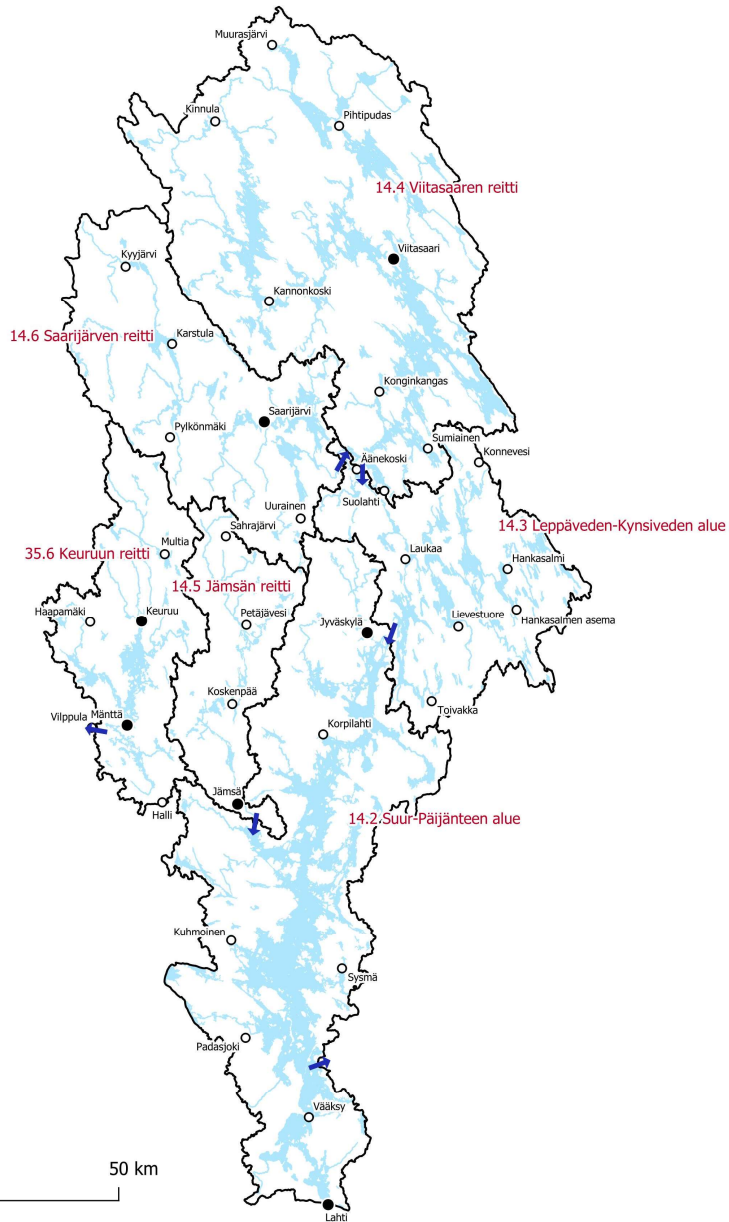 Muurasjärvi
Kinnula
Pihtipudas
14.4 Viitasaaren reitti
Viitasaari
Kyyjärvi
Kannonkoski
14.6 Saarijärven reitti
Karstula
Konginkangas
Saarijärvi
Pylkönmäki
Sumiainen
Konnevesi
Äänekoski
Suolahti
Uurainen
Sahrajärvi
14.3 Leppäveden-Kynsiveden alue
35.6 Keuruun reitti
Multia
Laukaa
Hankasalmi
14.5 Jämsän reitti
Haapamäki
Keuruu
Petäjävesi
Jyväskylä
Lievestuore
Hankasalmen asema
Koskenpää
Toivakka
Vilppula
Mänttä
Korpilahti
Jämsä
Halli
14.2 Suur-Päijänteen alue
Kuhmoinen
Sysmä
Padasjoki
Vääksy
50 km
Lahti